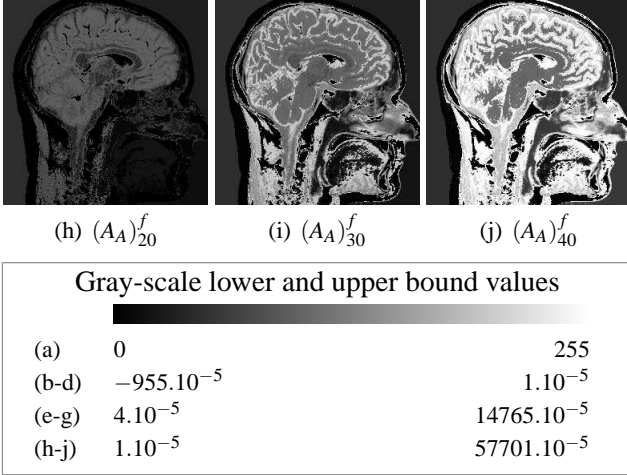 (h) (A_A)^f_20 (i) (A_A)^f_30 (j) (A_A)^f_40
Gray-scale lower and upper bound values
(a) 0 255
(b-d) −955.10^−5 1.10^−5
(e-g) 4.10^−5 14765.10^−5
(h-j) 1.10^−5 57701.10^−5